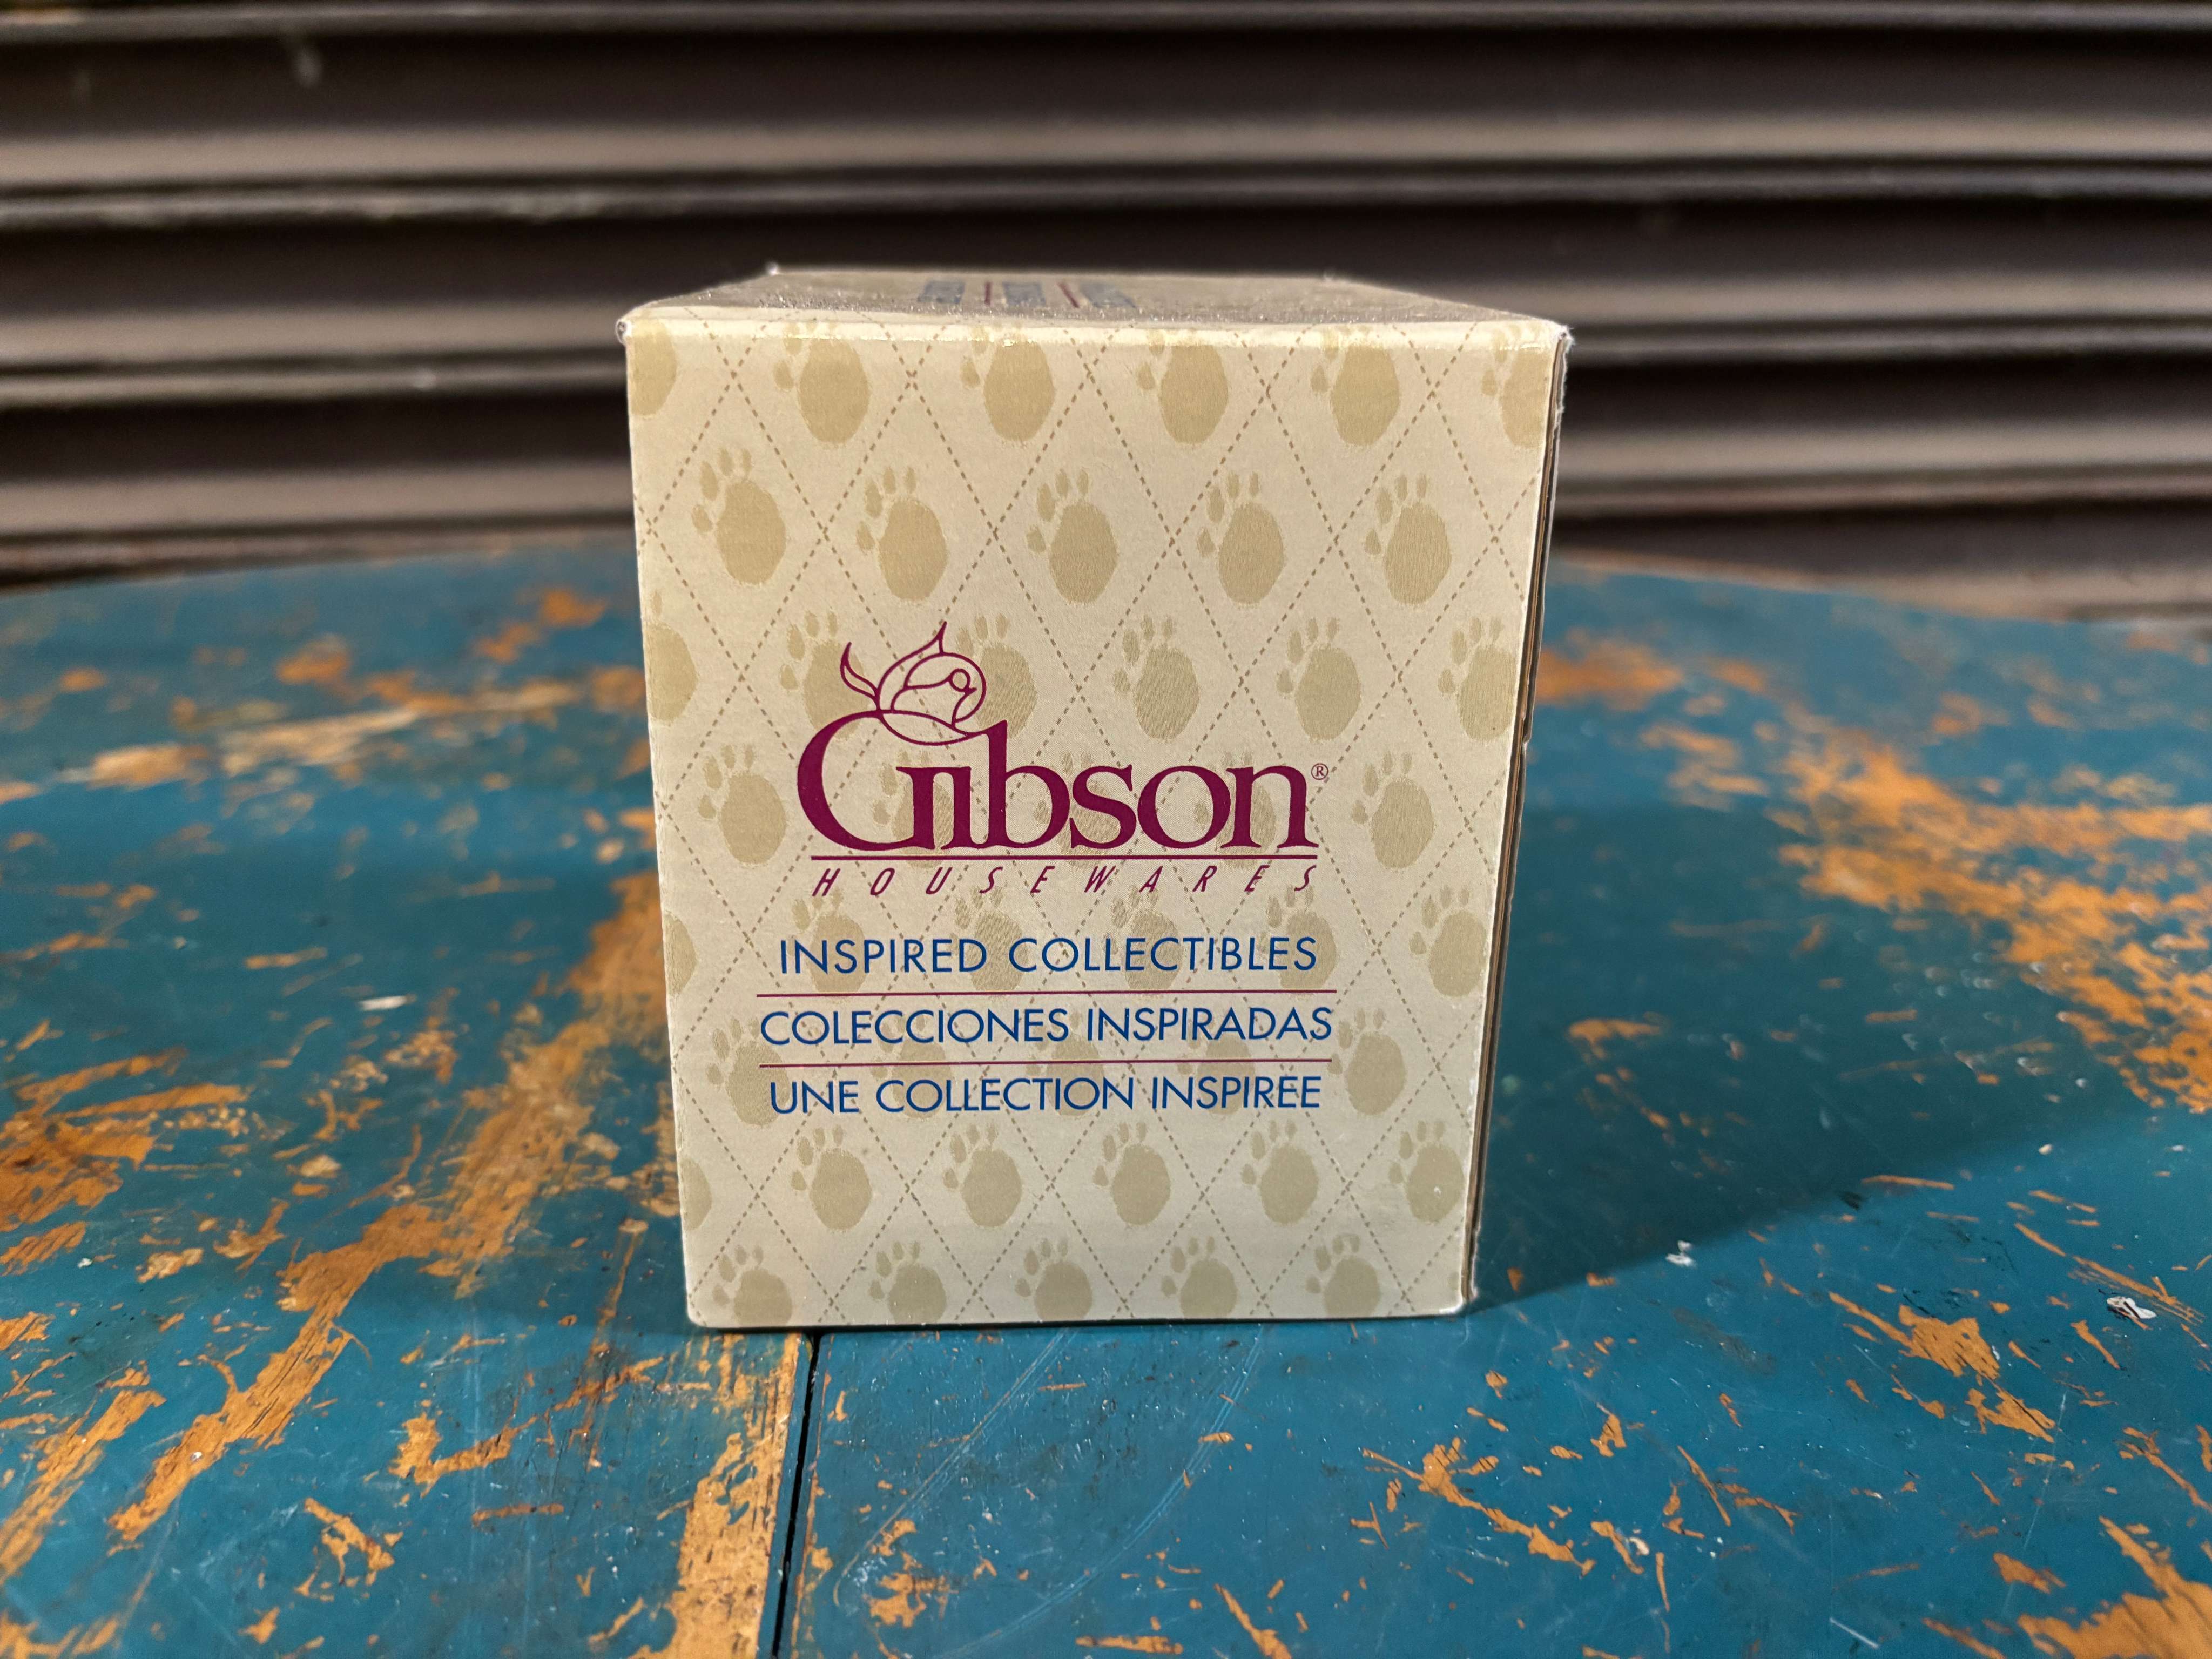 Gibson®
HOUSEWARES
INSPIRED COLLECTIBLES
COLECCIONES INSPIRADAS
UNE COLLECTION INSPIREE